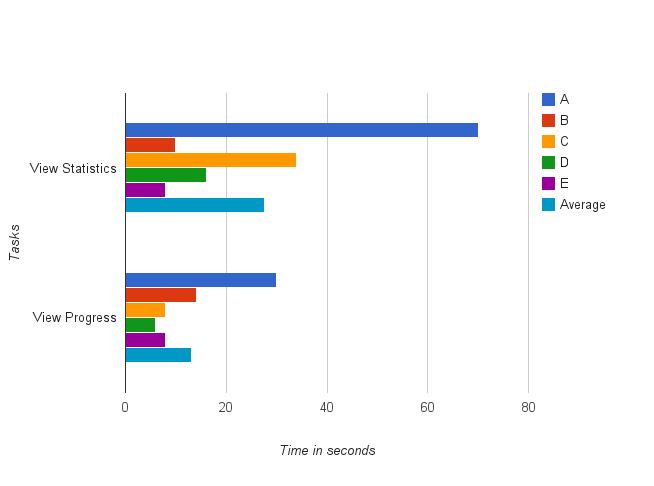 A
B
C
D
E
Average
View Statistics
View Progress
Tasks
0 20 40 60 80
Time in seconds